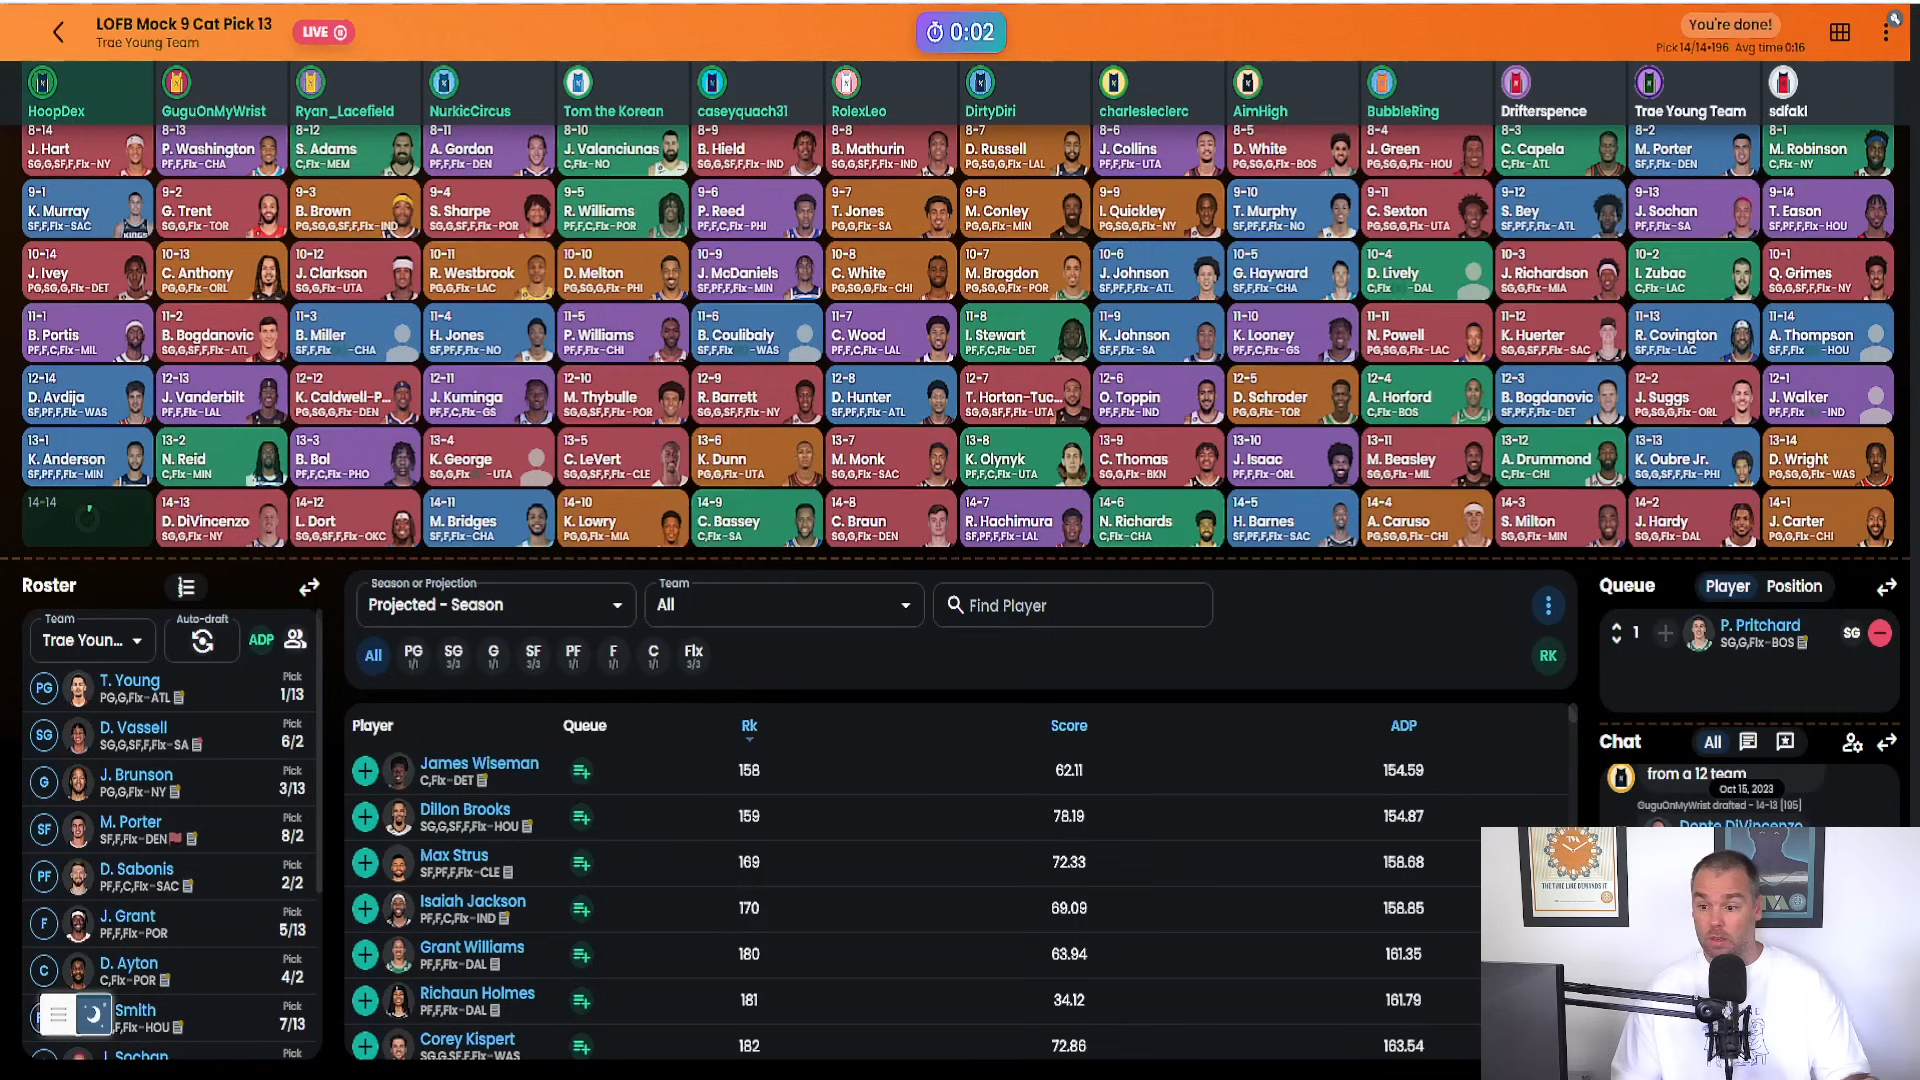 LOFB Mock 9 Cat Pick 13
Trae Young Team
LIVE
0:02
You're done!
Pick 14/14•196 Avg time 0:16
HoopDex
GuguOnMyWrist
Ryan_Lacefield
NurkicCircus
Tom the Korean
caseyquach31
RolexLeo
DirtyDiri
charlesleclerc
AimHigh
BubbleRing
Drifterspence
Trae Young Team
sdfakl
8-14 8-13 8-12 8-11 8-10 8-9 8-8 8-7 8-6 8-5 8-4 8-3 8-2 8-1
J. Hart P. Washington S. Adams A. Gordon J. Valanciunas B. Hield B. Mathurin D. Russell J. Collins D. White J. Green C. Capela M. Porter M. Robinson
SG,G,SF,F,Flx-NY PF,F,Flx-CHA C,Flx-MEM PF,F,Flx-DEN C,Flx-NO SG,G,SF,F,Flx-IND SG,G,SF,F,Flx-IND PG,SG,G,Flx-LAL PF,F,Flx-UTA PG,SG,G,Flx-BOS SG,G,Flx-HOU C,Flx-ATL SF,F,Flx-DEN C,Flx-NY
9-1 9-2 9-3 9-4 9-5 9-6 9-7 9-8 9-9 9-10 9-11 9-12 9-13 9-14
K. Murray G. Trent B. Brown S. Sharpe R. Williams P. Reed T. Jones M. Conley I. Quickley T. Murphy C. Sexton S. Bey J. Sochan T. Eason
SF,F,Flx-SAC SG,G,Flx-TOR PG,SG,G,SF,F,Flx-IND SG,G,SF,F,Flx-POR PF,F,C,Flx-POR PF,F,C,Flx-PHI PG,G,Flx-SA PG,G,Flx-MIN PG,SG,G,Flx-NY SF,PF,F,Flx-NO PG,SG,G,Flx-UTA SF,PF,F,Flx-ATL PF,F,Flx-SA SF,PF,F,Flx-HOU
10-14 10-13 10-12 10-11 10-10 10-9 10-8 10-7 10-6 10-5 10-4 10-3 10-2 10-1
J. Ivey C. Anthony J. Clarkson R. Westbrook D. Melton J. McDaniels C. White M. Brogdon J. Johnson G. Hayward D. Lively J. Richardson I. Zubac Q. Grimes
PG,SG,G,Flx-DET PG,G,Flx-ORL SG,G,Flx-UTA PG,G,Flx-LAC PG,SG,G,Flx-PHI SF,PF,F,Flx-MIN PG,SG,G,Flx-CHI PG,SG,G,Flx-POR SF,PF,F,Flx-ATL SF,F,Flx-CHA C,Flx -DAL SG,G,Flx-MIA C,Flx-LAC SG,G,SF,F,Flx-NY
11-1 11-2 11-3 11-4 11-5 11-6 11-7 11-8 11-9 11-10 11-11 11-12 11-13 11-14
B. Portis B. Bogdanovic B. Miller H. Jones P. Williams B. Coulibaly C. Wood I. Stewart K. Johnson K. Looney N. Powell K. Huerter R. Covington A. Thompson
PF,F,C,Flx-MIL SG,G,SF,F,Flx-ATL SF,F,Flx -CHA SF,PF,F,Flx-NO PF,F,Flx-CHI SF,F,Flx -WAS PF,F,C,Flx-LAL PF,F,C,Flx-DET SF,F,Flx-SA PF,F,C,Flx-GS PG,SG,G,Flx-LAC SG,G,SF,F,Flx-SAC SF,F,Flx-LAC SF,F,Flx -HOU
12-14 12-13 12-12 12-11 12-10 12-9 12-8 12-7 12-6 12-5 12-4 12-3 12-2 12-1
D. Avdija J. Vanderbilt K. Caldwell-P... J. Kuminga M. Thybulle R. Barrett D. Hunter T. Horton-Tuc... O. Toppin D. Schroder A. Horford B. Bogdanovic J. Suggs J. Walker
SF,PF,F,Flx-WAS PF,F,Flx-LAL PG,SG,G,Flx-DEN PF,F,C,Flx-GS SG,G,SF,F,Flx-POR SG,G,SF,F,Flx-NY SF,PF,F,Flx-ATL SG,G,SF,F,Flx-UTA PF,F,Flx-IND PG,G,Flx-TOR C,Flx-BOS SF,PF,F,Flx-DET PG,SG,G,Flx-ORL PF,F,Flx -IND
13-1 13-2 13-3 13-4 13-5 13-6 13-7 13-8 13-9 13-10 13-11 13-12 13-13 13-14
K. Anderson N. Reid B. Bol K. George C. LeVert K. Dunn M. Monk K. Olynyk C. Thomas J. Isaac M. Beasley A. Drummond K. Oubre Jr. D. Wright
SF,PF,F,Flx-MIN C,Flx-MIN PF,F,C,Flx-PHO SG,G,Flx -UTA SG,G,SF,F,Flx-CLE PG,G,Flx-UTA SG,G,Flx-SAC PF,F,C,Flx-UTA SG,G,Flx-BKN PF,F,Flx-ORL SG,G,Flx-MIL C,Flx-CHI SG,SF,G,F,Flx-PHI PG,SG,G,Flx-WAS
14-14 14-13 14-12 14-11 14-10 14-9 14-8 14-7 14-6 14-5 14-4 14-3 14-2 14-1
D. DiVincenzo L. Dort M. Bridges K. Lowry C. Bassey C. Braun R. Hachimura N. Richards H. Barnes A. Caruso S. Milton J. Hardy J. Carter
SG,G,Flx-NY SG,G,SF,F,Flx-OKC SF,F,Flx-CHA PG,G,Flx-MIA C,Flx-SA SG,G,Flx-DEN SF,PF,F,Flx-LAL C,Flx-CHA SF,PF,F,Flx-SAC PG,SG,G,Flx-CHI SG,G,Flx-MIN SG,G,Flx-DAL PG,G,Flx-CHI
Roster
Team
Trae Youn...
Auto-draft
ADP
PG T. Young Pick
PG,G,Flx-ATL 1/13
SG D. Vassell Pick
SG,G,SF,F,Flx-SA 6/2
G J. Brunson Pick
PG,G,Flx-NY 3/13
SF M. Porter Pick
SF,F,Flx-DEN 8/2
PF D. Sabonis Pick
PF,F,C,Flx-SAC 2/2
F J. Grant Pick
PF,F,Flx-POR 5/13
C D. Ayton Pick
C,Flx-POR 4/2
Smith Pick
F,Flx-HOU 7/13
J. Sochan Pick
Season or Projection
Projected - Season
Team
All
Find Player
All PG SG G SF PF F C Flx
1/1 3/3 1/1 3/3 1/1 1/1 1/1 3/3
RK
Player Queue Rk Score ADP
James Wiseman 158 62.11 154.59
C,Flx-DET
Dillon Brooks 159 78.19 154.87
SG,G,SF,F,Flx-HOU
Max Strus 169 72.33 158.68
SF,PF,F,Flx-CLE
Isaiah Jackson 170 69.09 158.85
PF,F,C,Flx-IND
Grant Williams 180 63.94 161.35
PF,F,Flx-DAL
Richaun Holmes 181 34.12 161.79
PF,F,Flx-DAL
Corey Kispert 182 72.86 163.54
SG,G,SF,F,Flx-WAS
Queue
Player Position
1 P. Pritchard SG
SG,G,Flx-BOS
Chat
All
from a 12 team
Oct 15, 2023
GuguOnMyWrist drafted - 14-13 [195]
Donte DiVincenzo
THE TUBE LINE DEMANDS IT